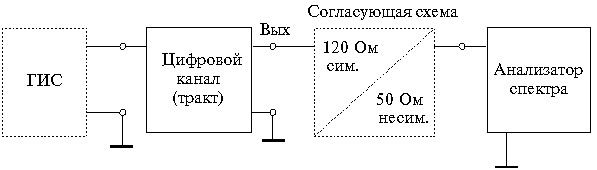 Согласующая схема
Вых
ГИС
Цифровой
канал
(тракт)
120 Ом
сим.
50 Ом
несим.
Анализатор
спектра